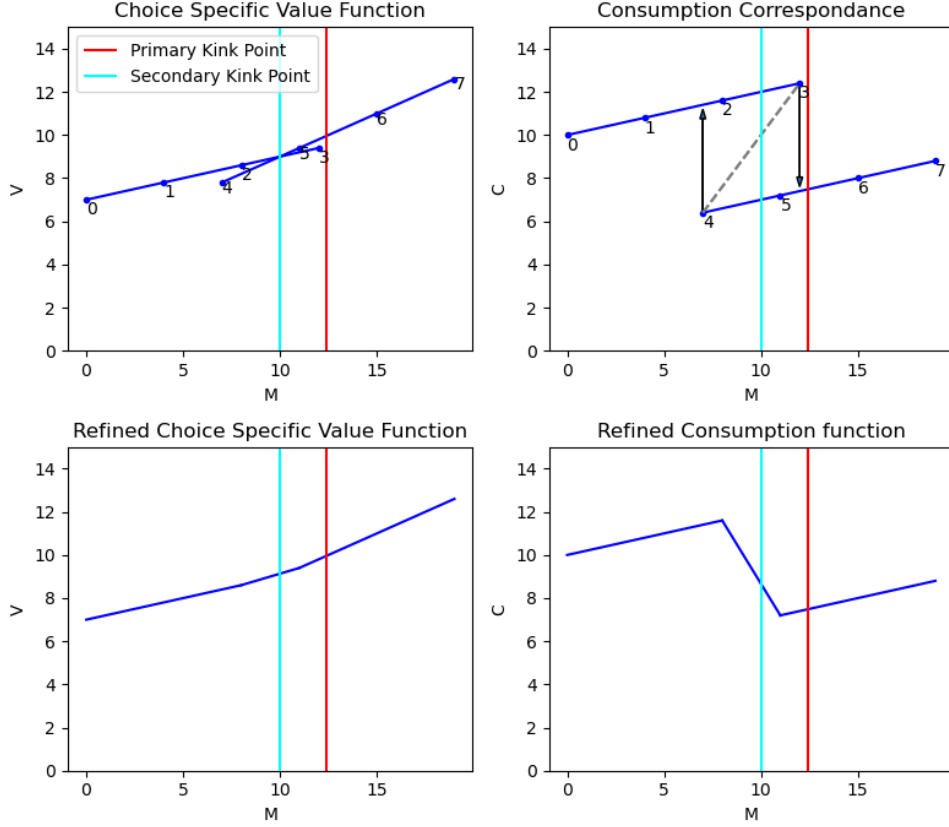 Choice Specific Value Function
14
12
10
8
6
4
2
0
V
Primary Kink Point
Secondary Kink Point
0
1
2
3
4
5
6
7
0 5 10 15
M
Consumption Correspondance
14
12
10
8
6
4
2
0
C
0
1
2
3
4
5
6
7
0 5 10 15
M
Refined Choice Specific Value Function
14
12
10
8
6
4
2
0
V
0 5 10 15
M
Refined Consumption function
14
12
10
8
6
4
2
0
C
0 5 10 15
M